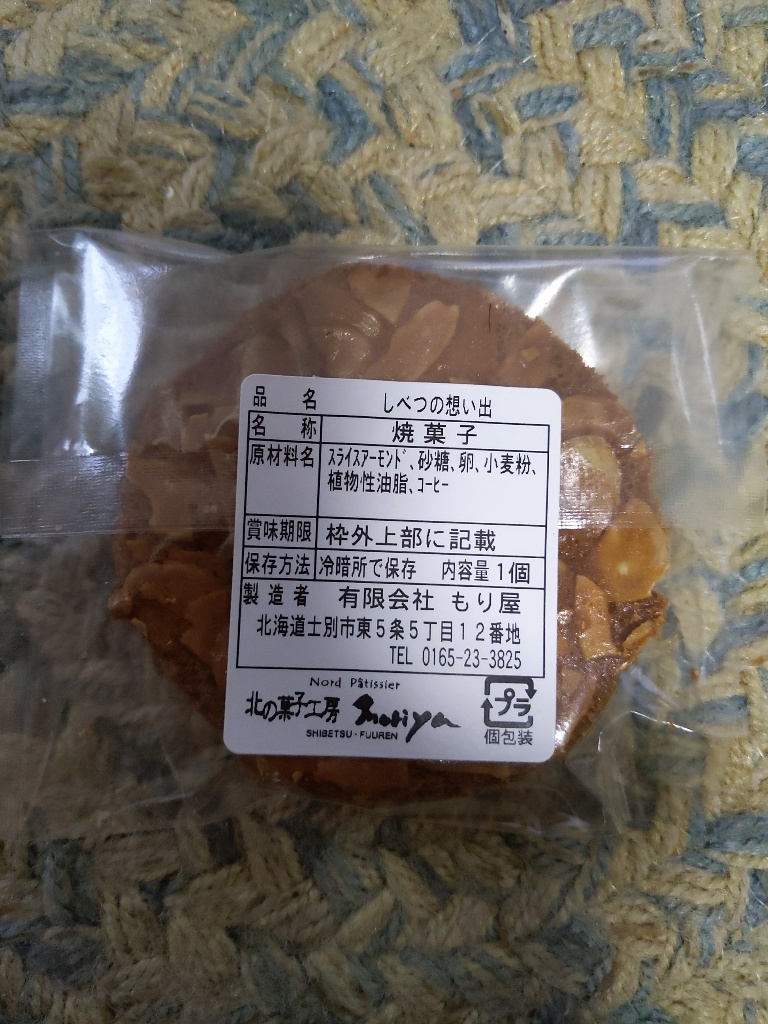 品名 しべつの想い出
名称 焼菓子
原材料名 スライスアーモンド、砂糖、卵、小麦粉、
植物性油脂、コーヒー
賞味期限 枠外上部に記載
保存方法 冷暗所で保存 内容量 1個
製造者 有限会社 もり屋
北海道士別市東5条5丁目12番地
TEL 0165-23-3825
Nord Pâtissier
北の菓子工房 Moriya
SHIBETSU・FUUREN
プラ
個包装